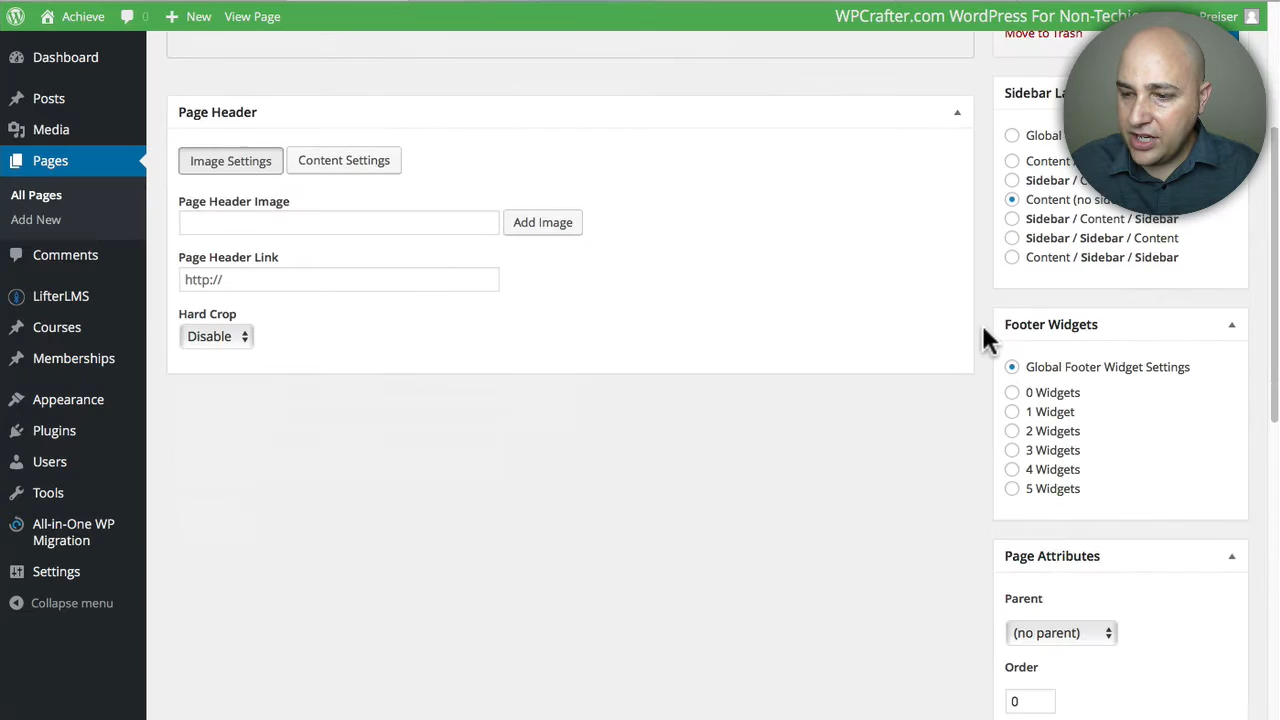 Achieve 0 New View Page WPCrafter.com WordPress For Non-Techie Preiser
Dashboard
Posts
Media
Pages
All Pages
Add New
Comments
LifterLMS
Courses
Memberships
Appearance
Plugins
Users
Tools
All-in-One WP
Migration
Settings
Collapse menu
Page Header
Image Settings Content Settings
Page Header Image
Add Image
Page Header Link
http://
Hard Crop
Disable
Move to Trash
Sidebar
Global
Content /
Sidebar /
Content (no
Sidebar / Content / Sidebar
Sidebar / Sidebar / Content
Content / Sidebar / Sidebar
Footer Widgets
Global Footer Widget Settings
0 Widgets
1 Widget
2 Widgets
3 Widgets
4 Widgets
5 Widgets
Page Attributes
Parent
(no parent)
Order
0